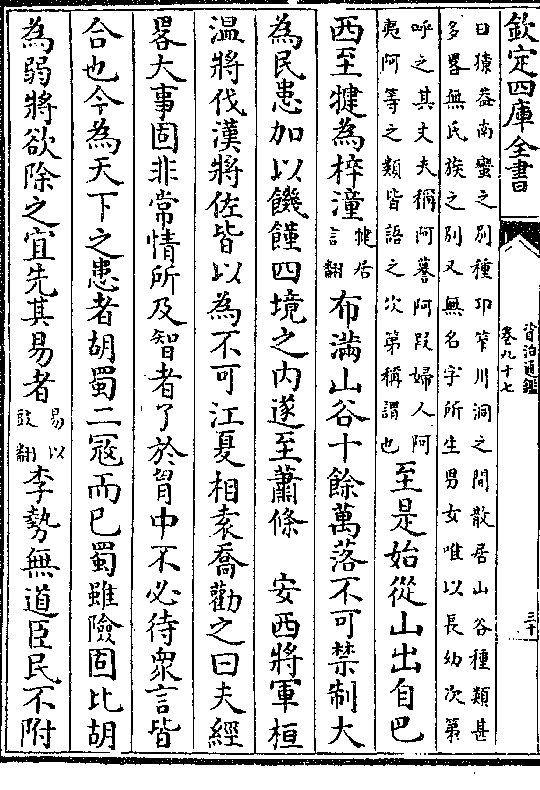 欽定四庫全書
資治通鑑
卷九十七
三十
曰獠葢南蠻之别種卭笮川洞之間散居山谷種類甚
多畧無氏族之别又無名字所生男女唯以長幼次第
呼之其丈夫稱阿謩阿段婦人阿
夷阿等之類皆語之次第稱謂也至是始從山出自巴
西至犍為梓潼犍居言翻布滿山谷十餘萬落不可禁制大
為民患加以饑饉四境之内遂至蕭條　安西將軍桓
温將伐漢將佐皆以為不可江夏相袁喬勸之曰夫經
畧大事固非常情所及智者了於胷中不必待衆言皆
合也今為天下之患者胡蜀二冦而已蜀雖險固比胡
為弱將欲除之宜先其易者易以豉翻李勢無道臣民不附